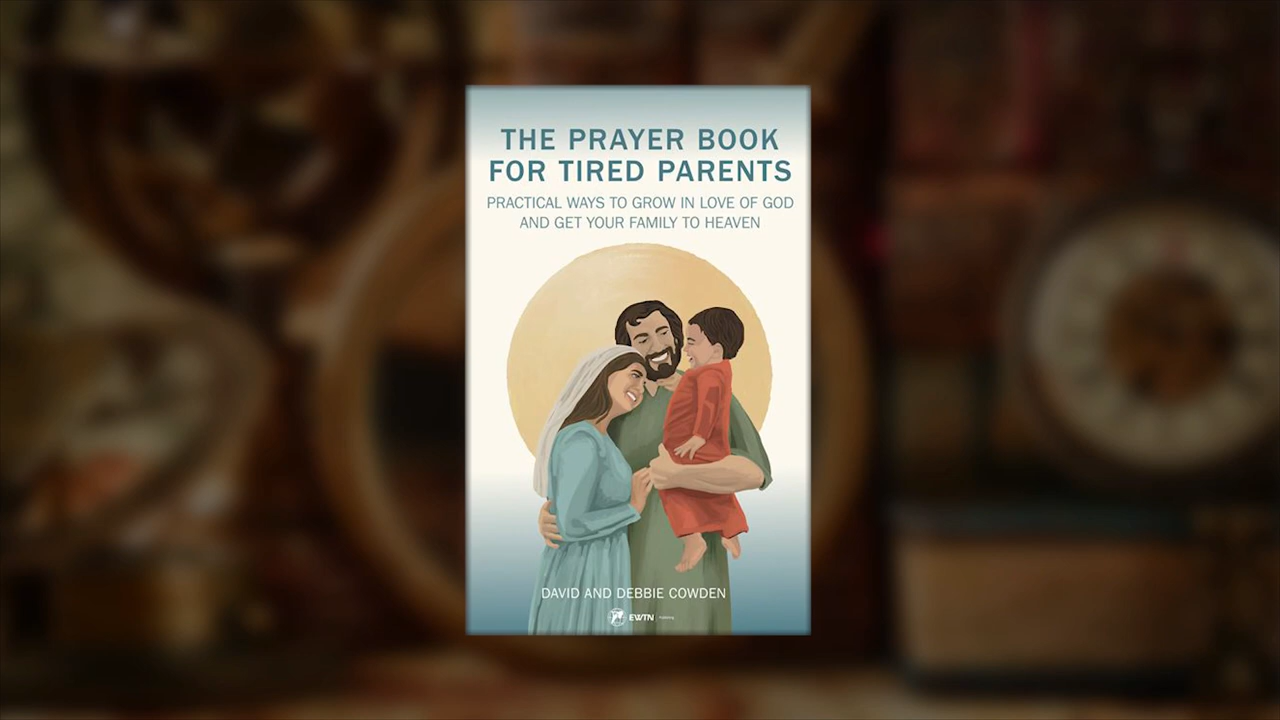 THE PRAYER BOOK
FOR TIRED PARENTS
PRACTICAL WAYS TO GROW IN LOVE OF GOD
AND GET YOUR FAMILY TO HEAVEN
DAVID AND DEBBIE COWDEN
EWTN Publishing